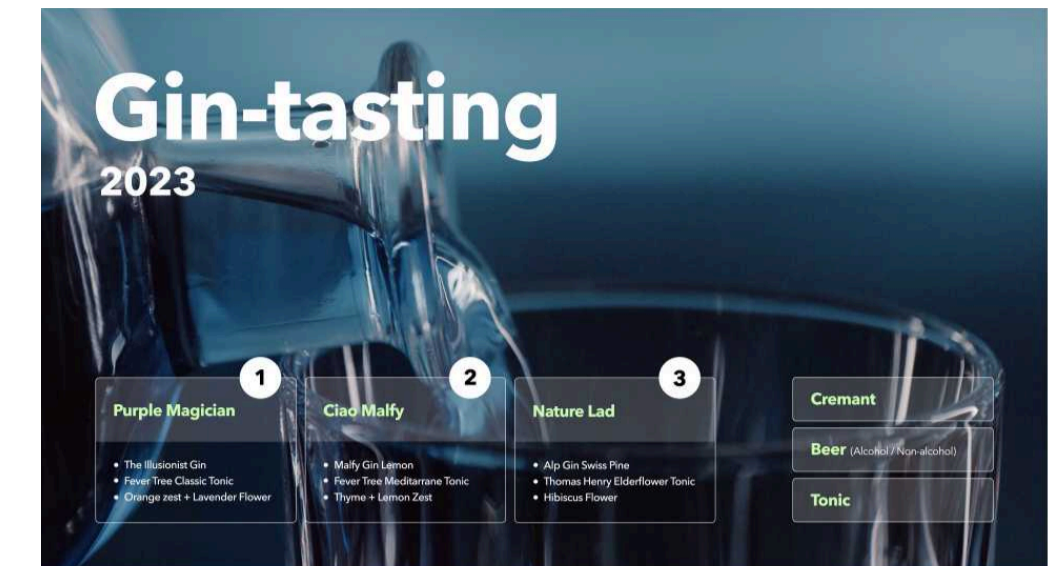 Gin-tasting
2023
1
Purple Magician
• The Illusionist Gin
• Fever Tree Classic Tonic
• Orange zest + Lavender Flower
2
Ciao Malfy
• Malfy Gin Lemon
• Fever Tree Meditarrane Tonic
• Thyme + Lemon Zest
3
Nature Lad
• Alp Gin Swiss Pine
• Thomas Henry Elderflower Tonic
• Hibiscus Flower
Cremant
Beer (Alcohol / Non-alcohol)
Tonic